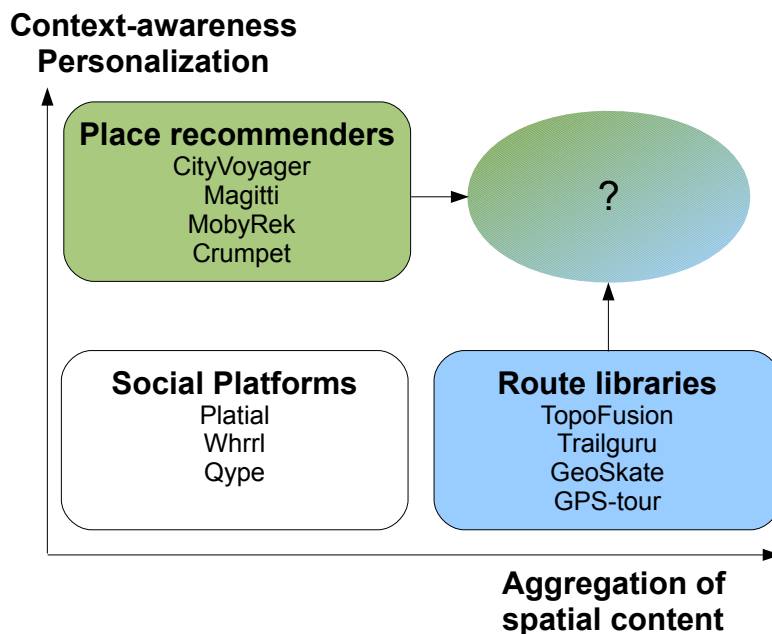 Context-awareness
Personalization
Place recommenders
CityVoyager
Magitti
MobyRek
Crumpet
?
Social Platforms
Platial
Whrrl
Qype
Route libraries
TopoFusion
Trailguru
GeoSkate
GPS-tour
Aggregation of
spatial content